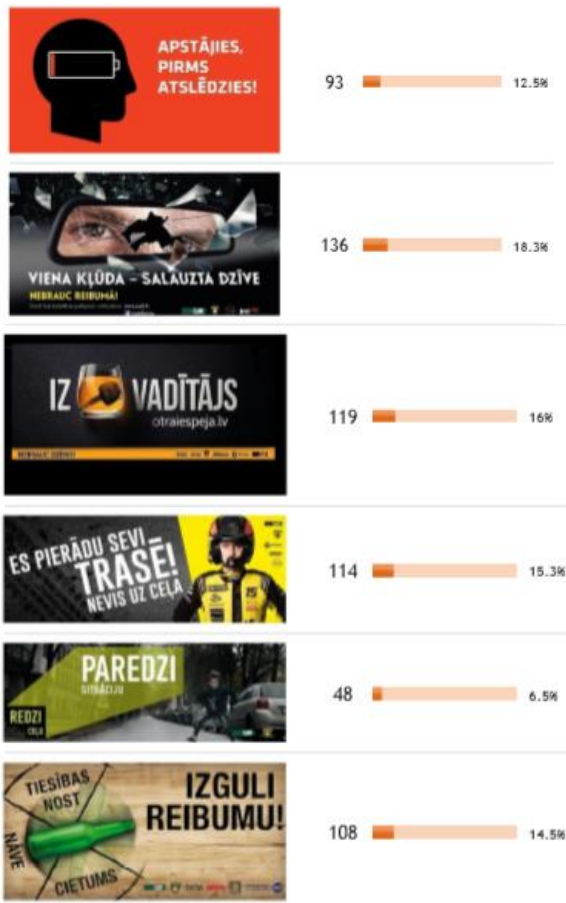 APSTĀJIES,
PIRMS
ATSLĒDZIES!
93 12.5%
VIENA KĻŪDA – SALAUZTA DZĪVE
NEBRAUC REIBUMĀ!
136 18.3%
IZ VADĪTĀJS
otraiespeja.lv
119 16%
ES PIERĀDU SEVI
TRASĒ!
NEVIS UZ CEĻA
114 15.3%
PAREDZI
SITUĀCIJU
REDZI
CEĻU
48 6.5%
TIESĪBAS
NOST
NĀVE
CIETUMS
IZGULI
REIBUMU!
108 14.5%